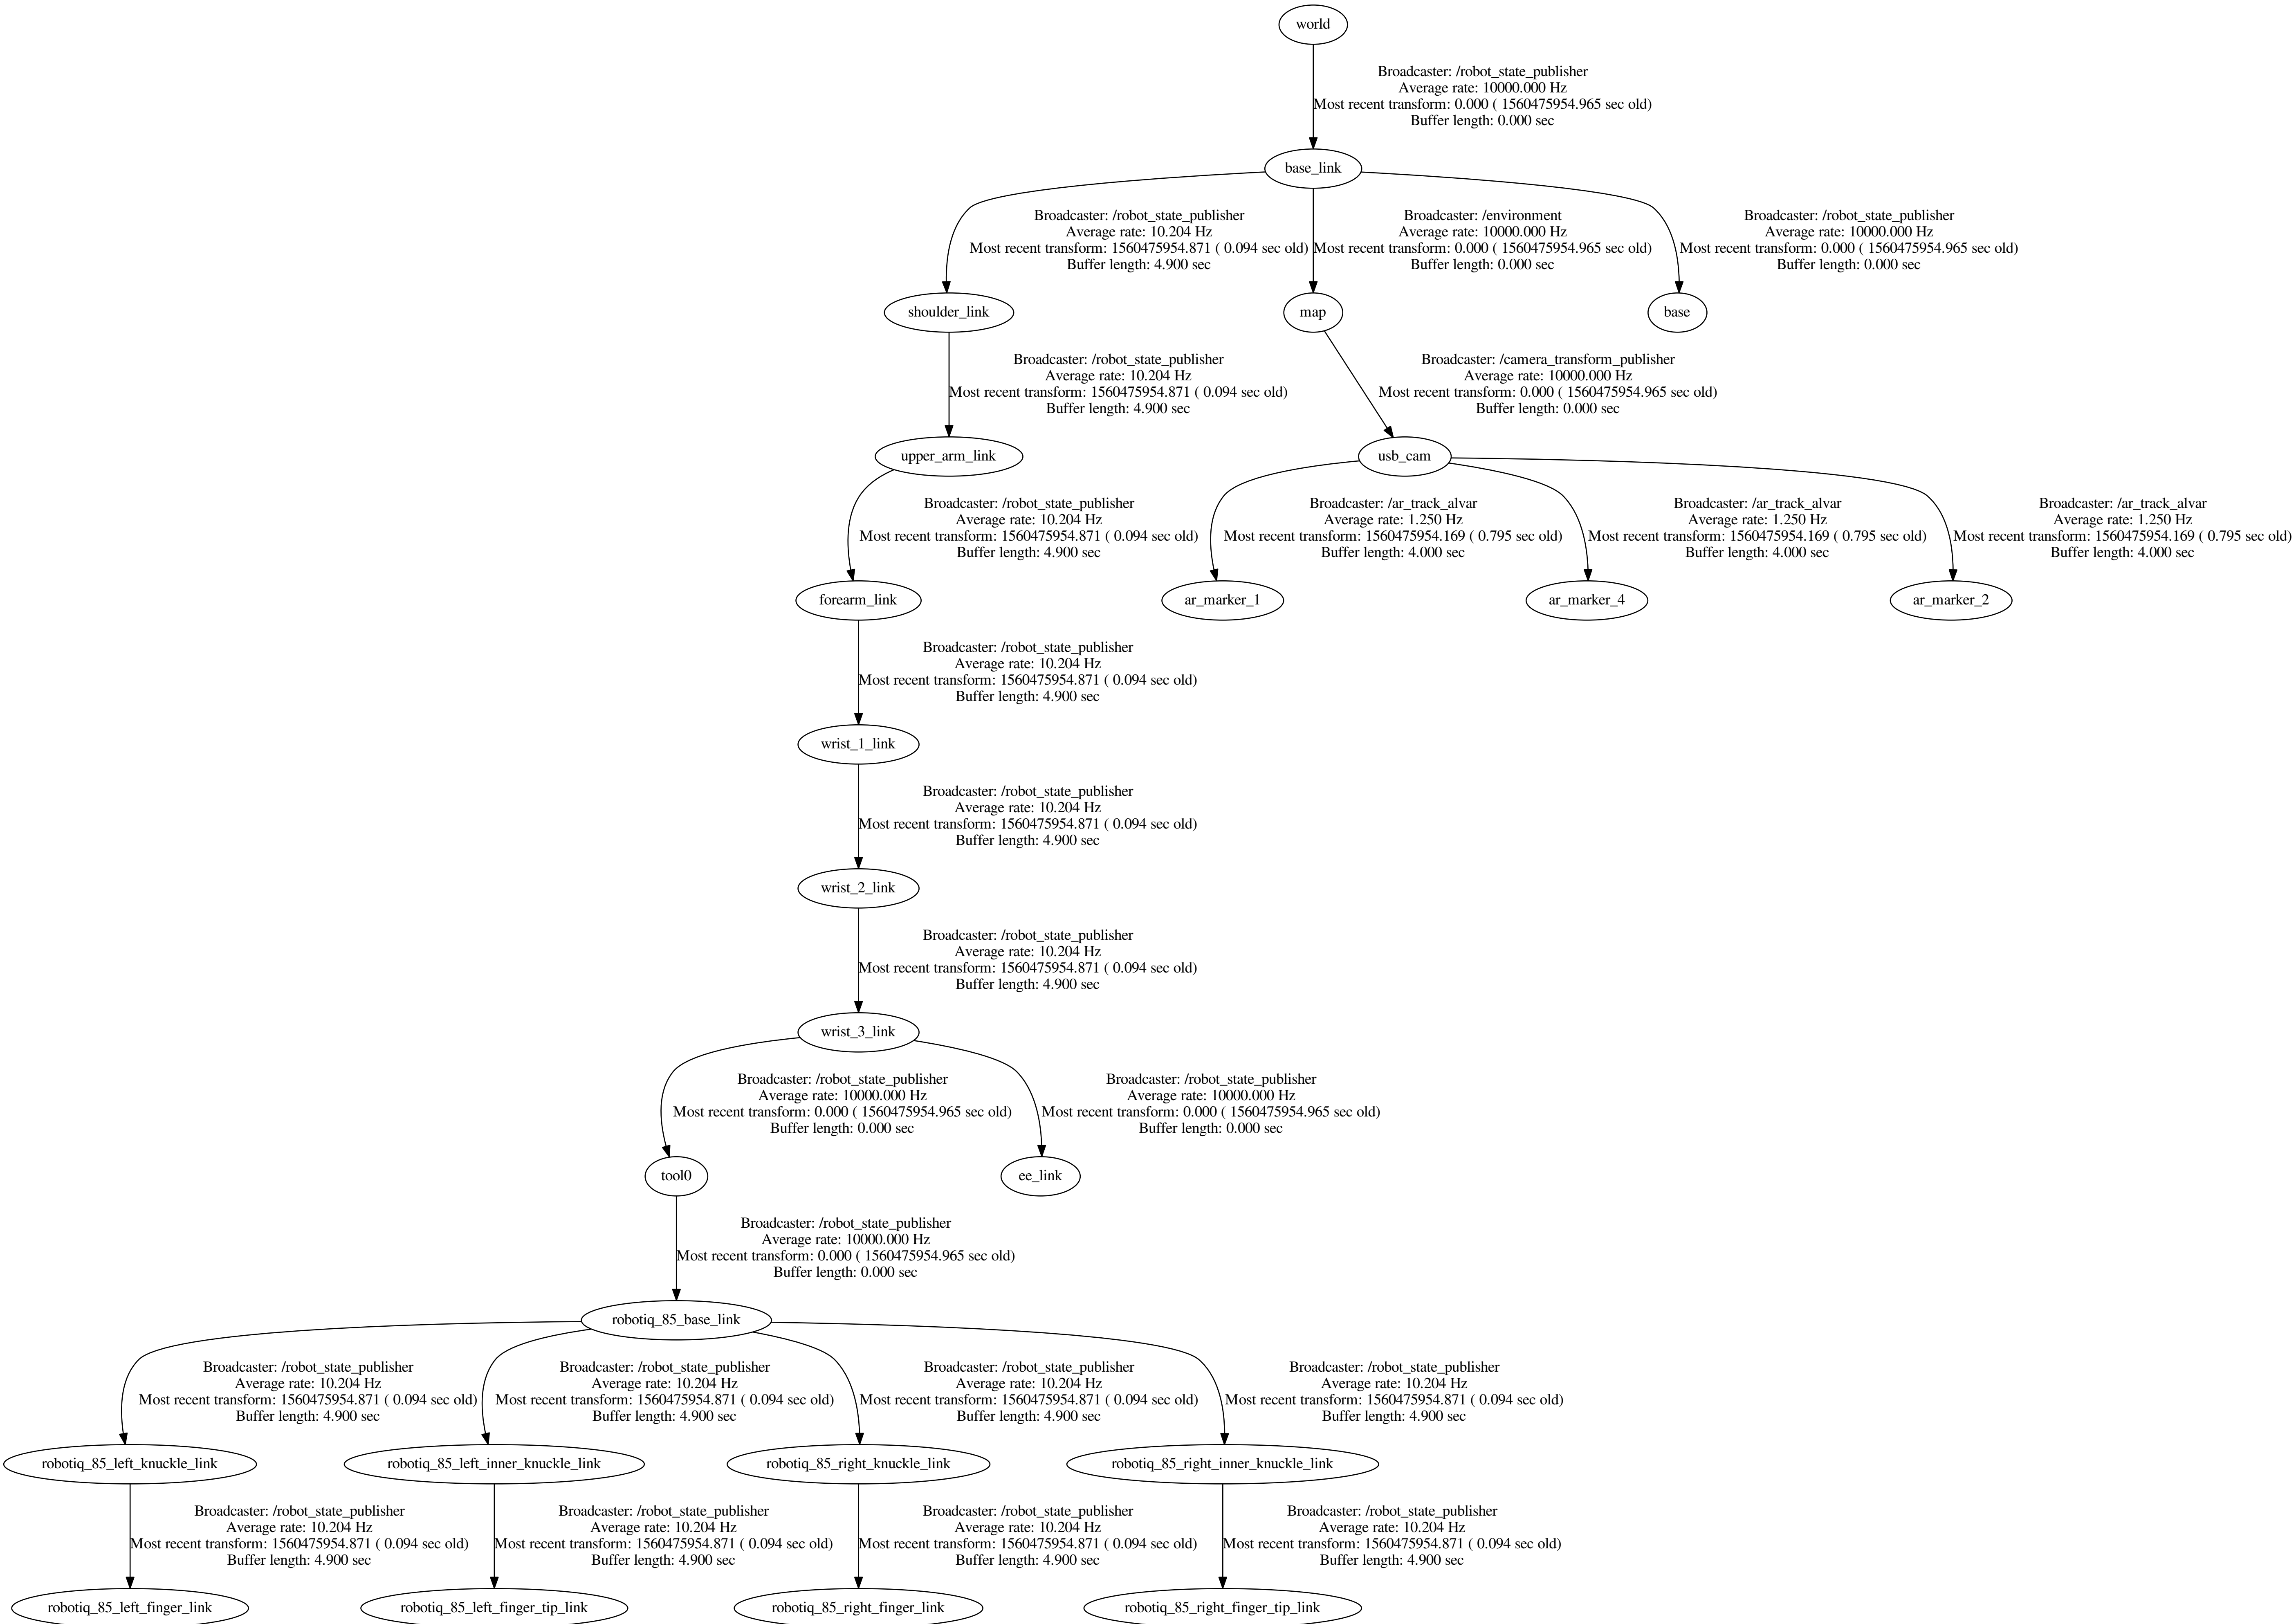 world
Broadcaster: /robot_state_publisher
Average rate: 10000.000 Hz
Most recent transform: 0.000 ( 1560475954.965 sec old)
Buffer length: 0.000 sec
base_link
Broadcaster: /robot_state_publisher
Average rate: 10.204 Hz
Most recent transform: 1560475954.871 ( 0.094 sec old)
Buffer length: 4.900 sec
Broadcaster: /environment
Average rate: 10000.000 Hz
Most recent transform: 0.000 ( 1560475954.965 sec old)
Buffer length: 0.000 sec
Broadcaster: /robot_state_publisher
Average rate: 10000.000 Hz
Most recent transform: 0.000 ( 1560475954.965 sec old)
Buffer length: 0.000 sec
shoulder_link
map
base
Broadcaster: /robot_state_publisher
Average rate: 10.204 Hz
Most recent transform: 1560475954.871 ( 0.094 sec old)
Buffer length: 4.900 sec
Broadcaster: /camera_transform_publisher
Average rate: 10000.000 Hz
Most recent transform: 0.000 ( 1560475954.965 sec old)
Buffer length: 0.000 sec
upper_arm_link
usb_cam
Broadcaster: /robot_state_publisher
Average rate: 10.204 Hz
Most recent transform: 1560475954.871 ( 0.094 sec old)
Buffer length: 4.900 sec
Broadcaster: /ar_track_alvar
Average rate: 1.250 Hz
Most recent transform: 1560475954.169 ( 0.795 sec old)
Buffer length: 4.000 sec
Broadcaster: /ar_track_alvar
Average rate: 1.250 Hz
Most recent transform: 1560475954.169 ( 0.795 sec old)
Buffer length: 4.000 sec
Broadcaster: /ar_track_alvar
Average rate: 1.250 Hz
Most recent transform: 1560475954.169 ( 0.795 sec old)
Buffer length: 4.000 sec
forearm_link
ar_marker_1
ar_marker_4
ar_marker_2
Broadcaster: /robot_state_publisher
Average rate: 10.204 Hz
Most recent transform: 1560475954.871 ( 0.094 sec old)
Buffer length: 4.900 sec
wrist_1_link
Broadcaster: /robot_state_publisher
Average rate: 10.204 Hz
Most recent transform: 1560475954.871 ( 0.094 sec old)
Buffer length: 4.900 sec
wrist_2_link
Broadcaster: /robot_state_publisher
Average rate: 10.204 Hz
Most recent transform: 1560475954.871 ( 0.094 sec old)
Buffer length: 4.900 sec
wrist_3_link
Broadcaster: /robot_state_publisher
Average rate: 10000.000 Hz
Most recent transform: 0.000 ( 1560475954.965 sec old)
Buffer length: 0.000 sec
Broadcaster: /robot_state_publisher
Average rate: 10000.000 Hz
Most recent transform: 0.000 ( 1560475954.965 sec old)
Buffer length: 0.000 sec
tool0
ee_link
Broadcaster: /robot_state_publisher
Average rate: 10000.000 Hz
Most recent transform: 0.000 ( 1560475954.965 sec old)
Buffer length: 0.000 sec
robotiq_85_base_link
Broadcaster: /robot_state_publisher
Average rate: 10.204 Hz
Most recent transform: 1560475954.871 ( 0.094 sec old)
Buffer length: 4.900 sec
Broadcaster: /robot_state_publisher
Average rate: 10.204 Hz
Most recent transform: 1560475954.871 ( 0.094 sec old)
Buffer length: 4.900 sec
Broadcaster: /robot_state_publisher
Average rate: 10.204 Hz
Most recent transform: 1560475954.871 ( 0.094 sec old)
Buffer length: 4.900 sec
Broadcaster: /robot_state_publisher
Average rate: 10.204 Hz
Most recent transform: 1560475954.871 ( 0.094 sec old)
Buffer length: 4.900 sec
robotiq_85_left_knuckle_link
robotiq_85_left_inner_knuckle_link
robotiq_85_right_knuckle_link
robotiq_85_right_inner_knuckle_link
Broadcaster: /robot_state_publisher
Average rate: 10.204 Hz
Most recent transform: 1560475954.871 ( 0.094 sec old)
Buffer length: 4.900 sec
Broadcaster: /robot_state_publisher
Average rate: 10.204 Hz
Most recent transform: 1560475954.871 ( 0.094 sec old)
Buffer length: 4.900 sec
Broadcaster: /robot_state_publisher
Average rate: 10.204 Hz
Most recent transform: 1560475954.871 ( 0.094 sec old)
Buffer length: 4.900 sec
Broadcaster: /robot_state_publisher
Average rate: 10.204 Hz
Most recent transform: 1560475954.871 ( 0.094 sec old)
Buffer length: 4.900 sec
robotiq_85_left_finger_link
robotiq_85_left_finger_tip_link
robotiq_85_right_finger_link
robotiq_85_right_finger_tip_link